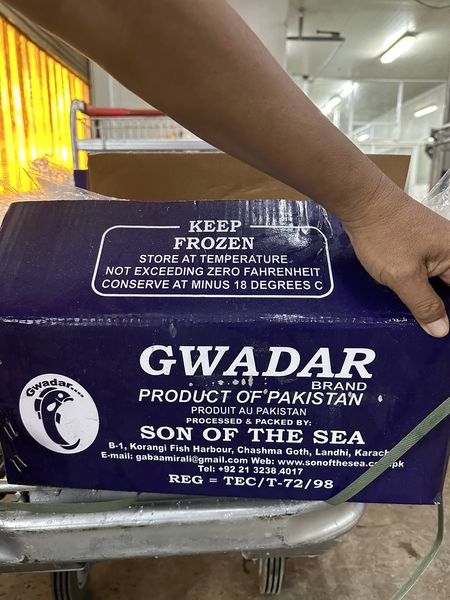 KEEP
FROZEN
STORE AT TEMPERATURE
NOT EXCEEDING ZERO FAHRENHEIT
CONSERVE AT MINUS 18 DEGREES C
Gwadar....
GWADAR
BRAND
PRODUCT OF PAKISTAN
PRODUIT AU PAKISTAN
PROCESSED & PACKED BY:
SON OF THE SEA
B-1, Korangi Fish Harbour, Chashma Goth, Landhi, Karach
E-mail: gabaamirali@gmail.com Web: www.sonofthesea.co.pk
Tel: +92 21 3238 4017
REG = TEC/T-72/98